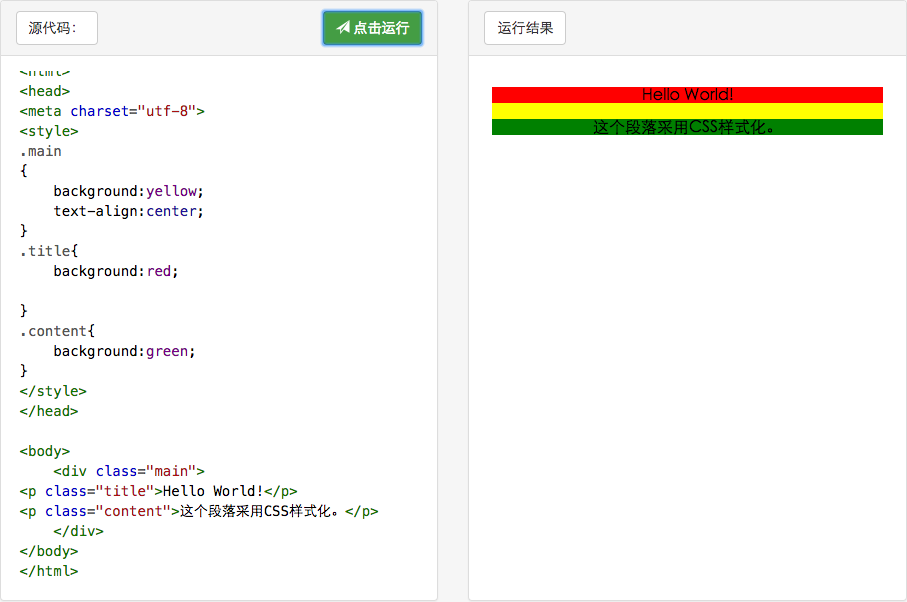 源代码：
点击运行
<html>
<head>
<meta charset="utf-8">
<style>
.main
{
    background:yellow;
    text-align:center;
}
.title{
    background:red;

}
.content{
    background:green;
}
</style>
</head>

<body>
    <div class="main">
<p class="title">Hello World!</p>
<p class="content">这个段落采用CSS样式化。</p>
    </div>
</body>
</html>
运行结果
Hello World!
这个段落采用CSS样式化。